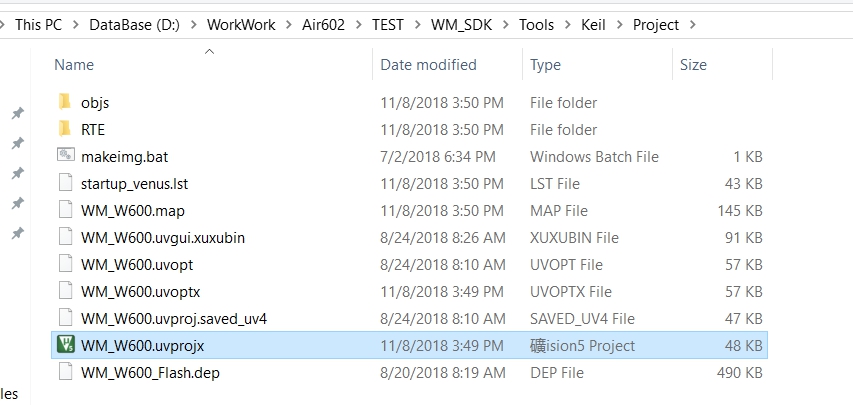 This PC > DataBase (D:) > WorkWork > Air602 > TEST > WM_SDK > Tools > Keil > Project >
Name Date modified Type Size
objs 11/8/2018 3:50 PM File folder
RTE 11/8/2018 3:50 PM File folder
makeimg.bat 7/2/2018 6:34 PM Windows Batch File 1 KB
startup_venus.lst 11/8/2018 3:50 PM LST File 43 KB
WM_W600.map 11/8/2018 3:50 PM MAP File 145 KB
WM_W600.uvgui.xuxubin 8/24/2018 8:26 AM XUXUBIN File 91 KB
WM_W600.uvopt 8/24/2018 8:10 AM UVOPT File 57 KB
WM_W600.uvoptx 11/8/2018 3:49 PM UVOPTX File 57 KB
WM_W600.uvproj.saved_uv4 8/24/2018 8:10 AM SAVED_UV4 File 47 KB
WM_W600.uvprojx 11/8/2018 3:49 PM 礦ision5 Project 48 KB
WM_W600_Flash.dep 8/20/2018 8:19 AM DEP File 490 KB
les